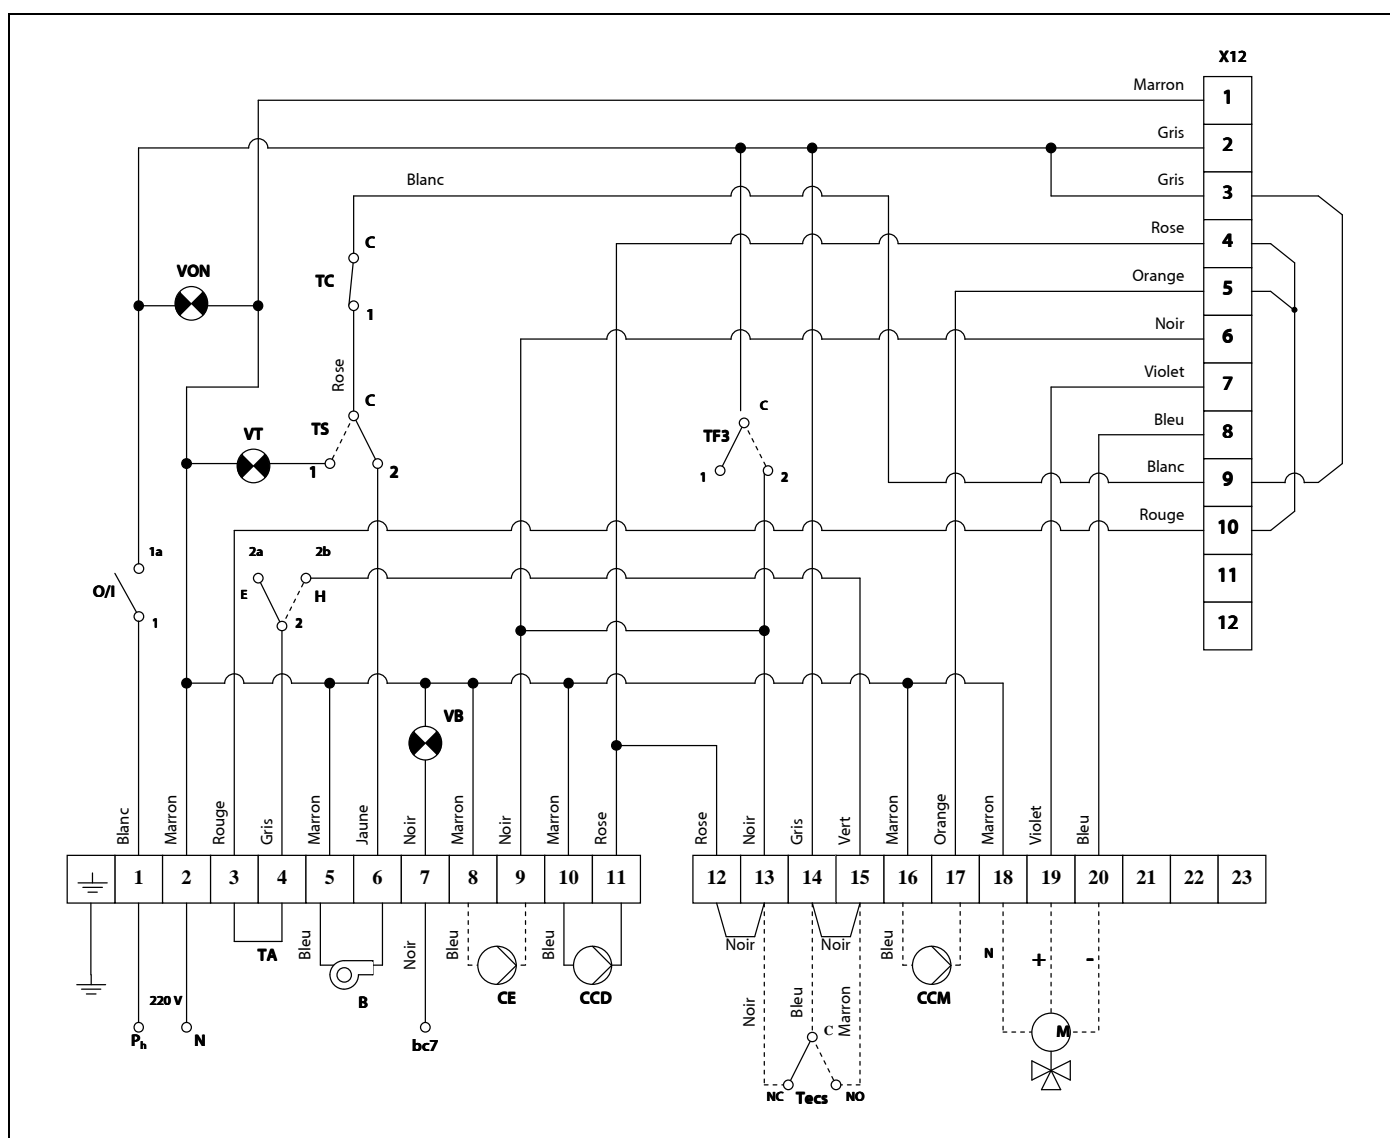 X12
Marron 1
Gris 2
Gris 3
Blanc
Rose 4
C
TC
VON
Orange 5
1
Noir 6
Rose
Violet 7
C
C
Bleu 8
TS
VT
TF3
1
2
1
2
Blanc 9
Rouge 10
1a
2a
2b
11
O/I
E
H
1
2
12
VB
Blanc
Marron
Rouge
Gris
Marron
Jaune
Noir
Marron
Noir
Marron
Rose
Rose
Noir
Gris
Vert
Marron
Orange
Marron
Violet
Bleu
1 2 3 4 5 6 7 8 9 10 11
12 13 14 15 16 17 18 19 20 21 22 23
TA
Bleu
Noir
Bleu
Bleu
Noir
Noir
Bleu
N
+
-
B
CE
CCD
CCM
220 V
Noir
Bleu
Marron
Ph
N
bc7
C
M
NC
Tecs
NO